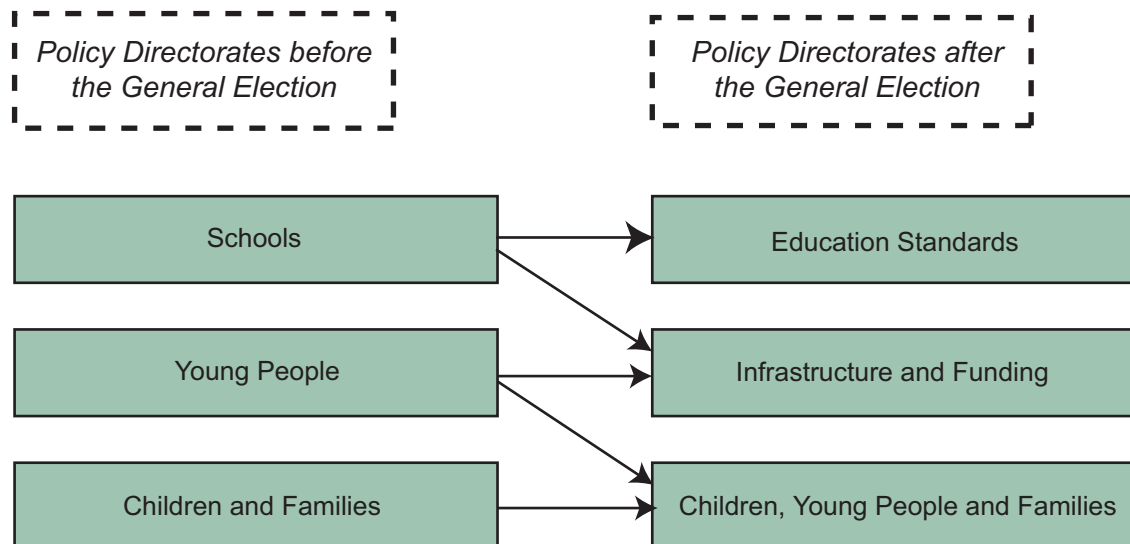 Policy Directorates before
the General Election
Policy Directorates after
the General Election
Schools
Education Standards
Young People
Infrastructure and Funding
Children and Families
Children, Young People and Families